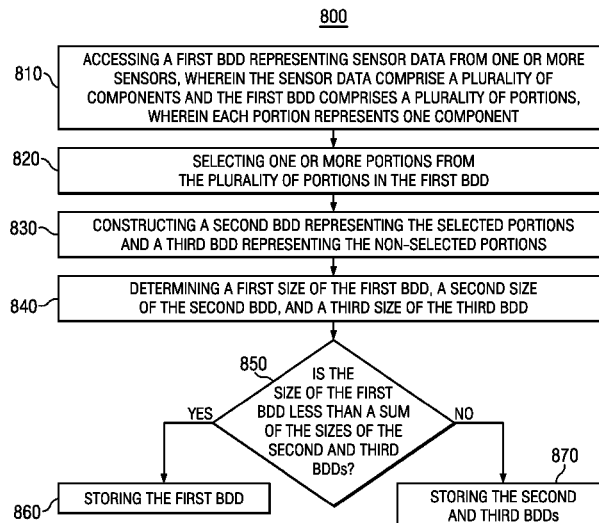 800
810
ACCESSING A FIRST BDD REPRESENTING SENSOR DATA FROM ONE OR MORE
SENSORS, WHEREIN THE SENSOR DATA COMPRISE A PLURALITY OF
COMPONENTS AND THE FIRST BDD COMPRISES A PLURALITY OF PORTIONS,
WHEREIN EACH PORTION REPRESENTS ONE COMPONENT
820
SELECTING ONE OR MORE PORTIONS FROM
THE PLURALITY OF PORTIONS IN THE FIRST BDD
830
CONSTRUCTING A SECOND BDD REPRESENTING THE SELECTED PORTIONS
AND A THIRD BDD REPRESENTING THE NON-SELECTED PORTIONS
840
DETERMINING A FIRST SIZE OF THE FIRST BDD, A SECOND SIZE
OF THE SECOND BDD, AND A THIRD SIZE OF THE THIRD BDD
850
IS THE
SIZE OF THE FIRST
BDD LESS THAN A SUM
OF THE SIZES OF THE
SECOND AND THIRD
BDDs?
YES
NO
860
STORING THE FIRST BDD
870
STORING THE SECOND
AND THIRD BDDs